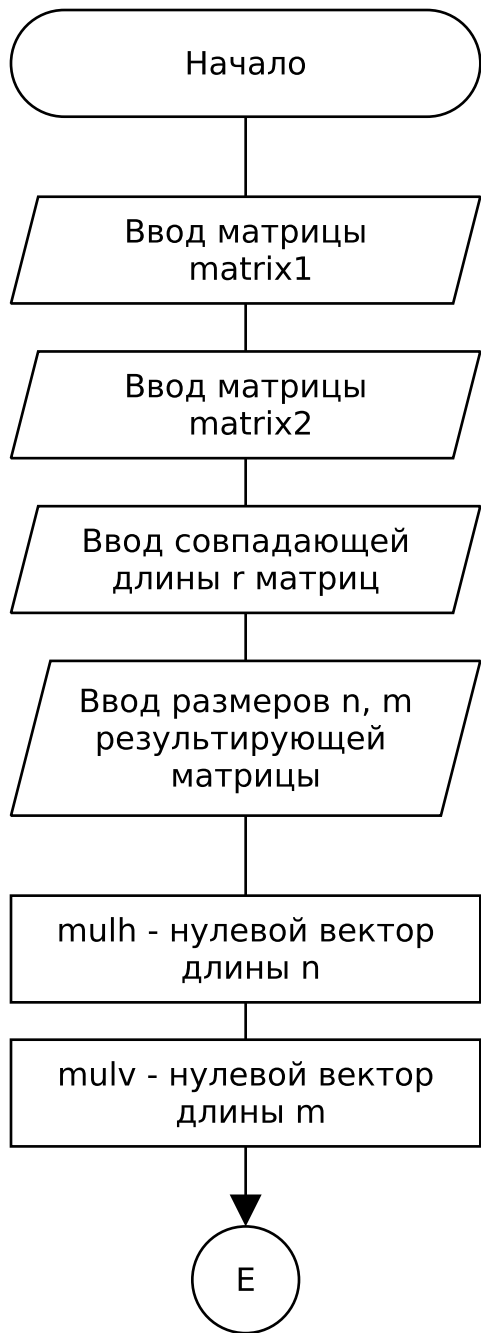 Начало
Ввод матрицы
matrix1
Ввод матрицы
matrix2
Ввод совпадающей
длины r матриц
Ввод размеров n, m
результирующей
матрицы
mulh - нулевой вектор
длины n
mulv - нулевой вектор
длины m
E